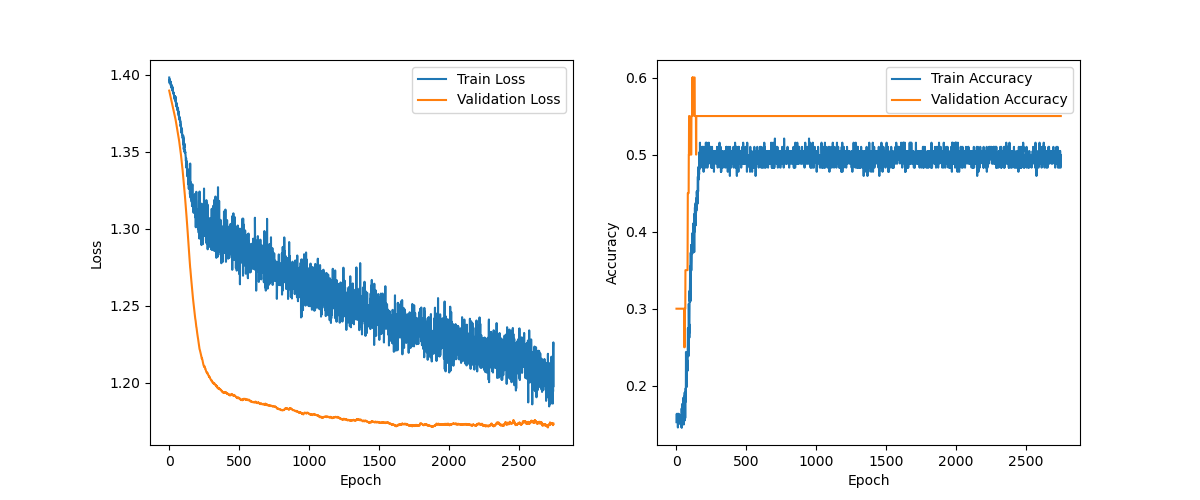 1.40
1.35
1.30
1.25
1.20
Loss
0
500
1000
1500
2000
2500
Epoch
Train Loss
Validation Loss
0.6
0.5
0.4
0.3
0.2
Accuracy
0
500
1000
1500
2000
2500
Epoch
Train Accuracy
Validation Accuracy